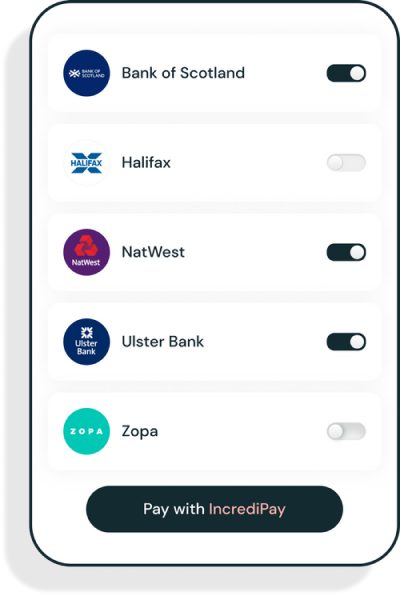 BANK OF
SCOTLAND
Bank of Scotland
HALIFAX
Halifax
NatWest
NatWest
Ulster
Bank
Ulster Bank
ZOPA
Zopa
Pay with IncrediPay